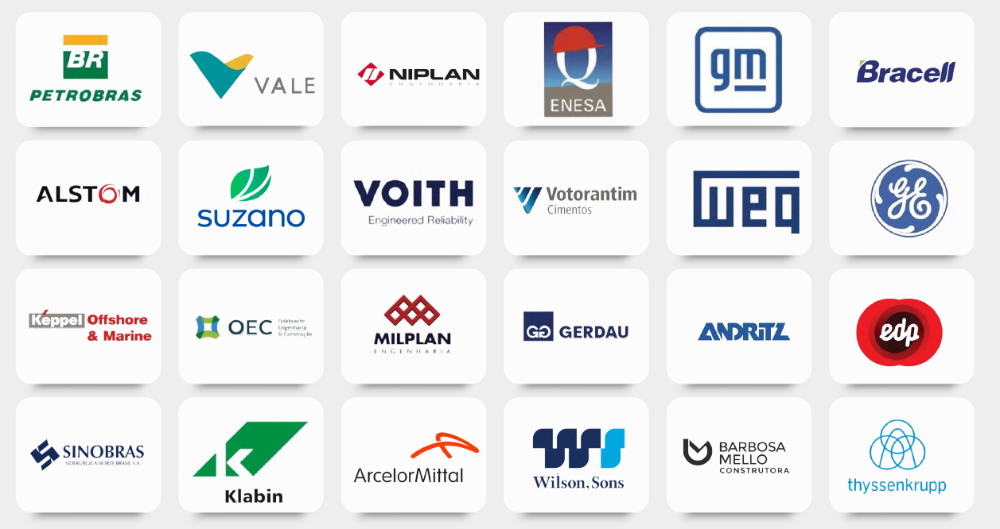 BR
PETROBRAS
VALE
NIPLAN
ENGENHARIA
Q
ENESA
gm
Bracell
ALSTOM
suzano
VOITH
Engineered Reliability
Votorantim
Cimentos
WEG
GE
Keppel Offshore
& Marine
OEC
Odebrecht
Engenharia
& Construção
MILPLAN
ENGENHARIA
GG GERDAU
ANDRITZ
edp
SINOBRAS
SIDERURGICA NORTE BRASIL S.A.
Klabin
ArcelorMittal
WS
Wilson, Sons
BARBOSA
MELLO
CONSTRUTORA
thyssenkrupp